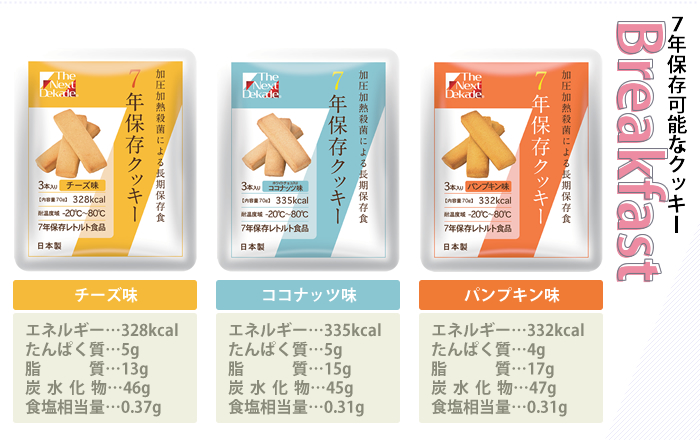 7年保存可能なクッキー
Breakfast
The
Next
Dekade
加圧加熱殺菌による長期保存食
7年保存クッキー
3本入り チーズ味
【内容量70g】 328kcal
耐温度域 -20℃〜80℃
7年保存レトルト食品
日本製
チーズ味
エネルギー…328kcal
たんぱく質…5g
脂質…13g
炭水化物…46g
食塩相当量…0.37g
The
Next
Dekade
加圧加熱殺菌による長期保存食
7年保存クッキー
3本入り ココナッツ味
【内容量70g】 335kcal
耐温度域 -20℃〜80℃
7年保存レトルト食品
日本製
ココナッツ味
エネルギー…335kcal
たんぱく質…5g
脂質…15g
炭水化物…45g
食塩相当量…0.31g
The
Next
Dekade
加圧加熱殺菌による長期保存食
7年保存クッキー
3本入り パンプキン味
【内容量70g】 332kcal
耐温度域 -20℃〜80℃
7年保存レトルト食品
日本製
パンプキン味
エネルギー…332kcal
たんぱく質…4g
脂質…17g
炭水化物…47g
食塩相当量…0.31g